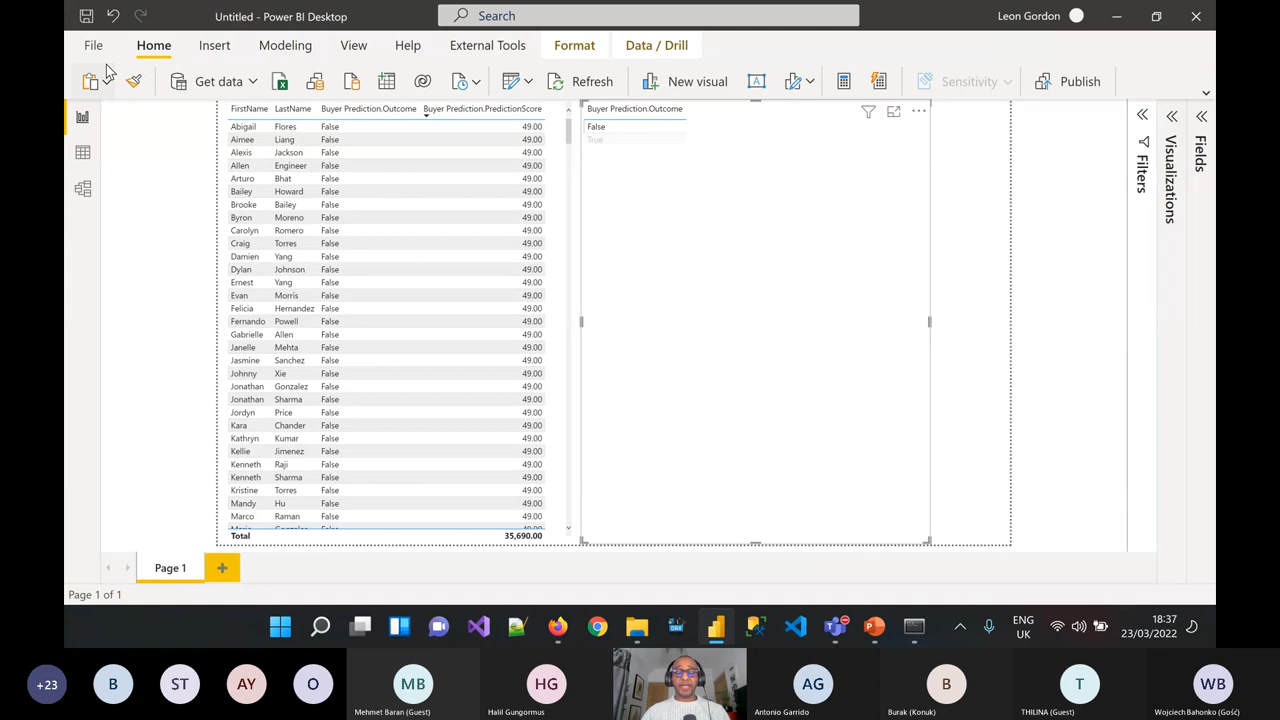 Untitled - Power BI Desktop
Search
Leon Gordon
File Home Insert Modeling View Help External Tools Format Data / Drill
Get data Refresh New visual Sensitivity Publish
FirstName LastName Buyer Prediction.Outcome Buyer Prediction.PredictionScore
Abigail Flores False 49.00
Aimee Liang False 49.00
Alexis Jackson False 49.00
Allen Engineer False 49.00
Arturo Bhat False 49.00
Bailey Howard False 49.00
Brooke Bailey False 49.00
Byron Moreno False 49.00
Carolyn Romero False 49.00
Craig Torres False 49.00
Damien Yang False 49.00
Dylan Johnson False 49.00
Ernest Yang False 49.00
Evan Morris False 49.00
Felicia Hernandez False 49.00
Fernando Powell False 49.00
Gabrielle Allen False 49.00
Janelle Mehta False 49.00
Jasmine Sanchez False 49.00
Johnny Xie False 49.00
Jonathan Gonzalez False 49.00
Jonathan Sharma False 49.00
Jordyn Price False 49.00
Kara Chander False 49.00
Kathryn Kumar False 49.00
Kellie Jimenez False 49.00
Kenneth Raji False 49.00
Kenneth Sharma False 49.00
Kristine Torres False 49.00
Mandy Hu False 49.00
Marco Raman False 49.00
Total 35,690.00
Buyer Prediction.Outcome
False
True
Filters
Visualizations
Fields
Page 1
Page 1 of 1
DAX
ENG
UK
18:37
23/03/2022
+23
B
ST
AY
O
MB
Mehmet Baran (Guest)
HG
Halil Gungormus
AG
Antonio Garrido
B
Burak (Konuk)
T
THILINA (Guest)
WB
Wojciech Bahonko (Gość)